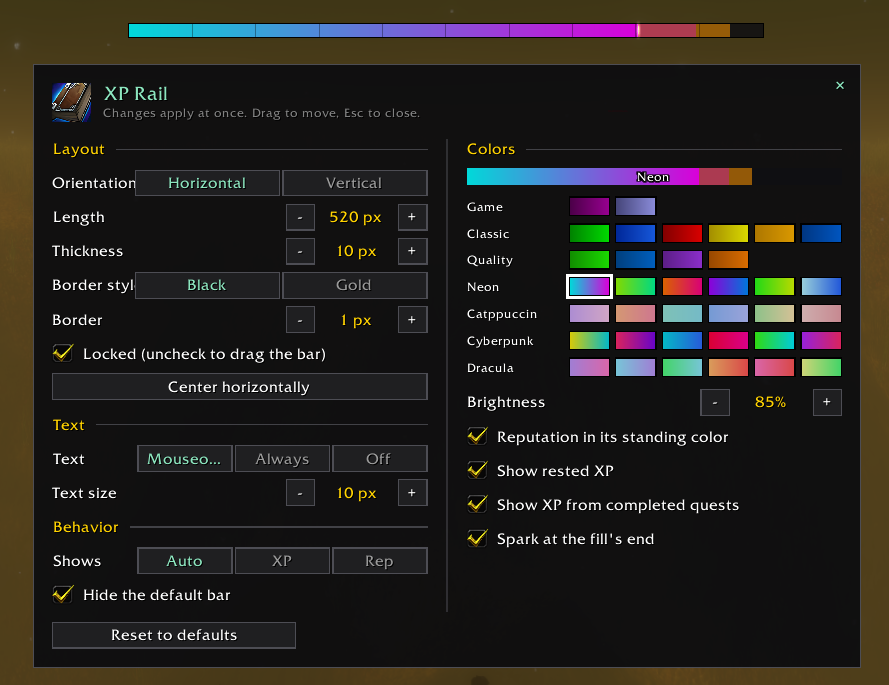 XP Rail
Changes apply at once. Drag to move, Esc to close.
×
Layout
Orientation Horizontal Vertical
Length - 520 px +
Thickness - 10 px +
Border style Black Gold
Border - 1 px +
Locked (uncheck to drag the bar)
Center horizontally
Text
Text Mouseo... Always Off
Text size - 10 px +
Behavior
Shows Auto XP Rep
Hide the default bar
Reset to defaults
Colors
Neon
Game
Classic
Quality
Neon
Catppuccin
Cyberpunk
Dracula
Brightness - 85% +
Reputation in its standing color
Show rested XP
Show XP from completed quests
Spark at the fill's end